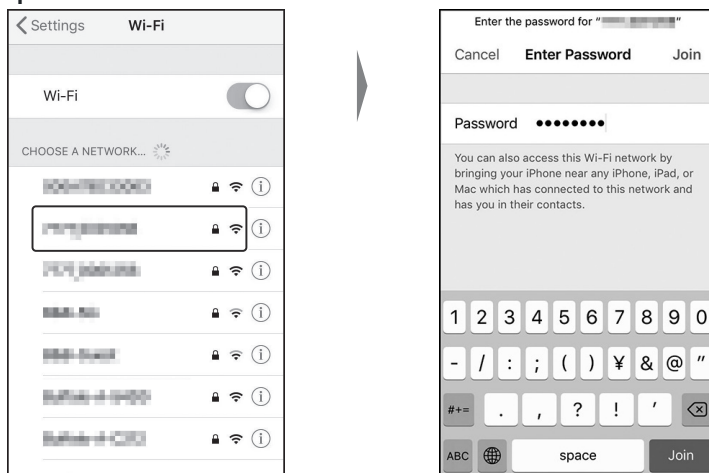 Settings Wi-Fi
Wi-Fi
CHOOSE A NETWORK...
Enter the password for " "
Cancel Enter Password Join
Password ••••••••
You can also access this Wi-Fi network by
bringing your iPhone near any iPhone, iPad, or
Mac which has connected to this network and
has you in their contacts.
1 2 3 4 5 6 7 8 9 0
- / : ; ( ) ¥ & @ "
#+= . , ? ! '
ABC space Join